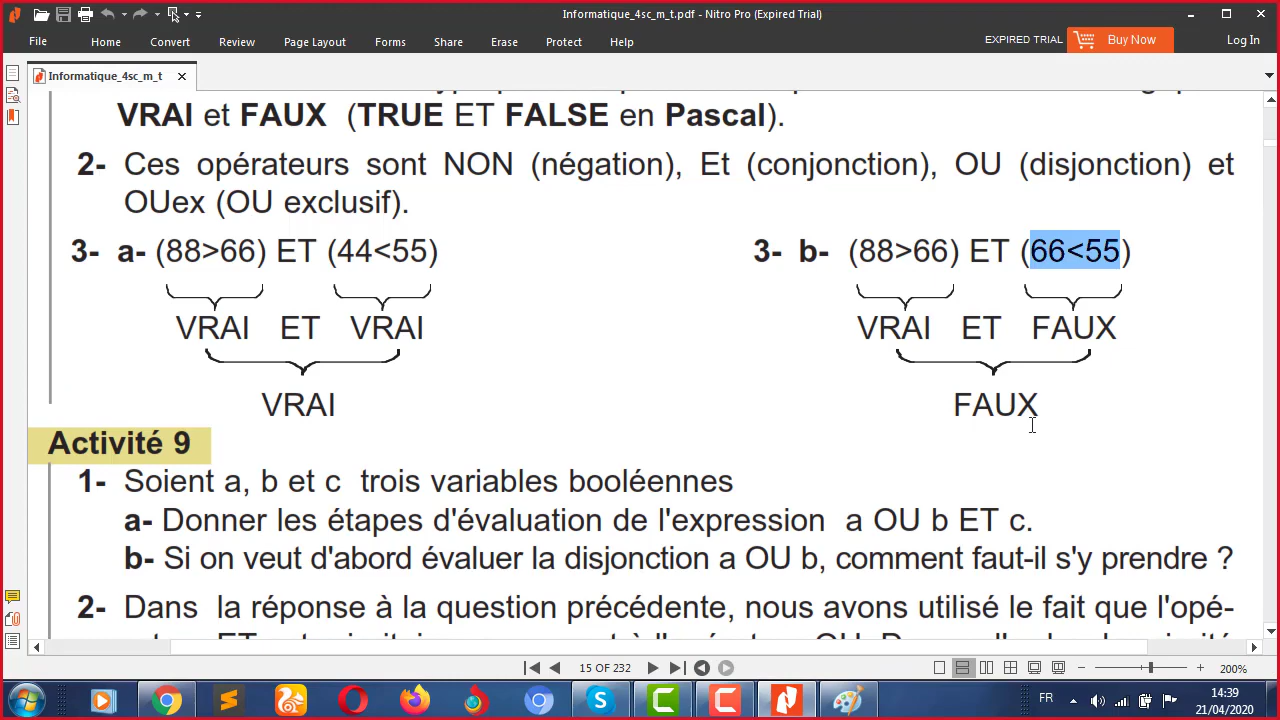 Informatique_4sc_m_t.pdf - Nitro Pro (Expired Trial)
File Home Convert Review Page Layout Forms Share Erase Protect Help EXPIRED TRIAL Buy Now Log In
Informatique_4sc_m_t
VRAI et FAUX (TRUE ET FALSE en Pascal).
2- Ces opérateurs sont NON (négation), Et (conjonction), OU (disjonction) et
OUex (OU exclusif).
3- a- (88>66) ET (44<55) 3- b- (88>66) ET (66<55)
VRAI ET VRAI VRAI ET FAUX
VRAI FAUX
Activité 9
1- Soient a, b et c trois variables booléennes
a- Donner les étapes d'évaluation de l'expression a OU b ET c.
b- Si on veut d'abord évaluer la disjonction a OU b, comment faut-il s'y prendre ?
2- Dans la réponse à la question précédente, nous avons utilisé le fait que l'opé-
15 OF 232 200%
FR 14:39
21/04/2020